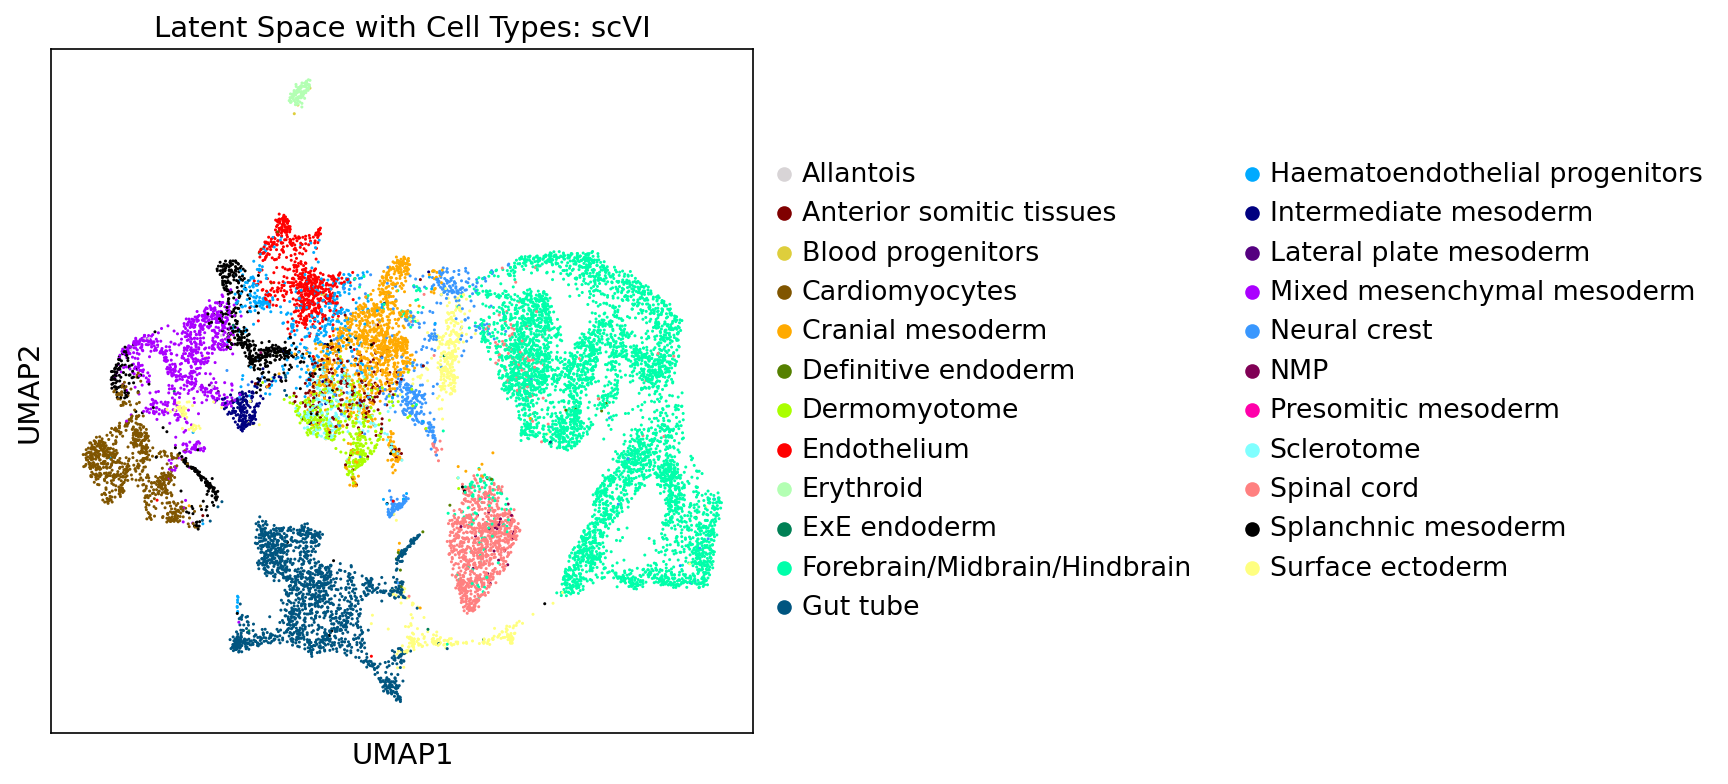 Latent Space with Cell Types: scVI
UMAP2
UMAP1
Allantois
Anterior somitic tissues
Blood progenitors
Cardiomyocytes
Cranial mesoderm
Definitive endoderm
Dermomyotome
Endothelium
Erythroid
ExE endoderm
Forebrain/Midbrain/Hindbrain
Gut tube
Haematoendothelial progenitors
Intermediate mesoderm
Lateral plate mesoderm
Mixed mesenchymal mesoderm
Neural crest
NMP
Presomitic mesoderm
Sclerotome
Spinal cord
Splanchnic mesoderm
Surface ectoderm